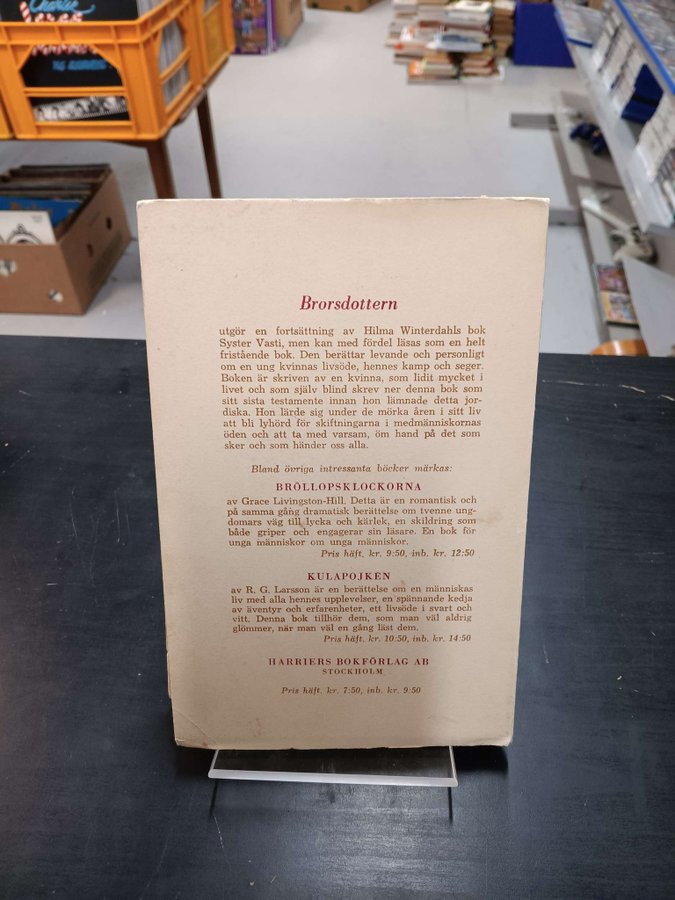 Charlie
Brorsdottern
utgör en fortsättning av Hilma Winterdahls bok
Syster Vasti, men kan med fördel läsas som en helt
fristående bok. Den berättar levande och personligt
om en ung kvinnas livsöde, hennes kamp och seger.
Boken är skriven av en kvinna, som lidit mycket i
livet och som själv blind skrev ner denna bok som
sitt sista testamente innan hon lämnade detta jor-
diska. Hon lärde sig under de mörka åren i sitt liv
att bli lyhörd för skiftningarna i medmänniskornas
öden och att ta med varsam, öm hand på det som
sker och som händer oss alla.
Bland övriga intressanta böcker märkas:
BRÖLLOPSKLOCKORNA
av Grace Livingston-Hill. Detta är en romantisk och
på samma gång dramatisk berättelse om tvenne ung-
domars väg till lycka och kärlek, en skildring som
både griper och engagerar sin läsare. En bok för
unga människor om unga människor.
Pris häft. kr. 9:50, inb. kr. 12:50
KULAPOJKEN
av R. G. Larsson är en berättelse om en människas
liv med alla hennes upplevelser, en spännande kedja
av äventyr och erfarenheter, ett livsöde i svart och
vitt. Denna bok tillhör dem, som man väl aldrig
glömmer, när man väl en gång läst dem.
Pris häft. kr. 10:50, inb. kr. 14:50
HARRIERS BOKFÖRLAG AB
STOCKHOLM
Pris häft. kr. 7:50, inb. kr. 9:50